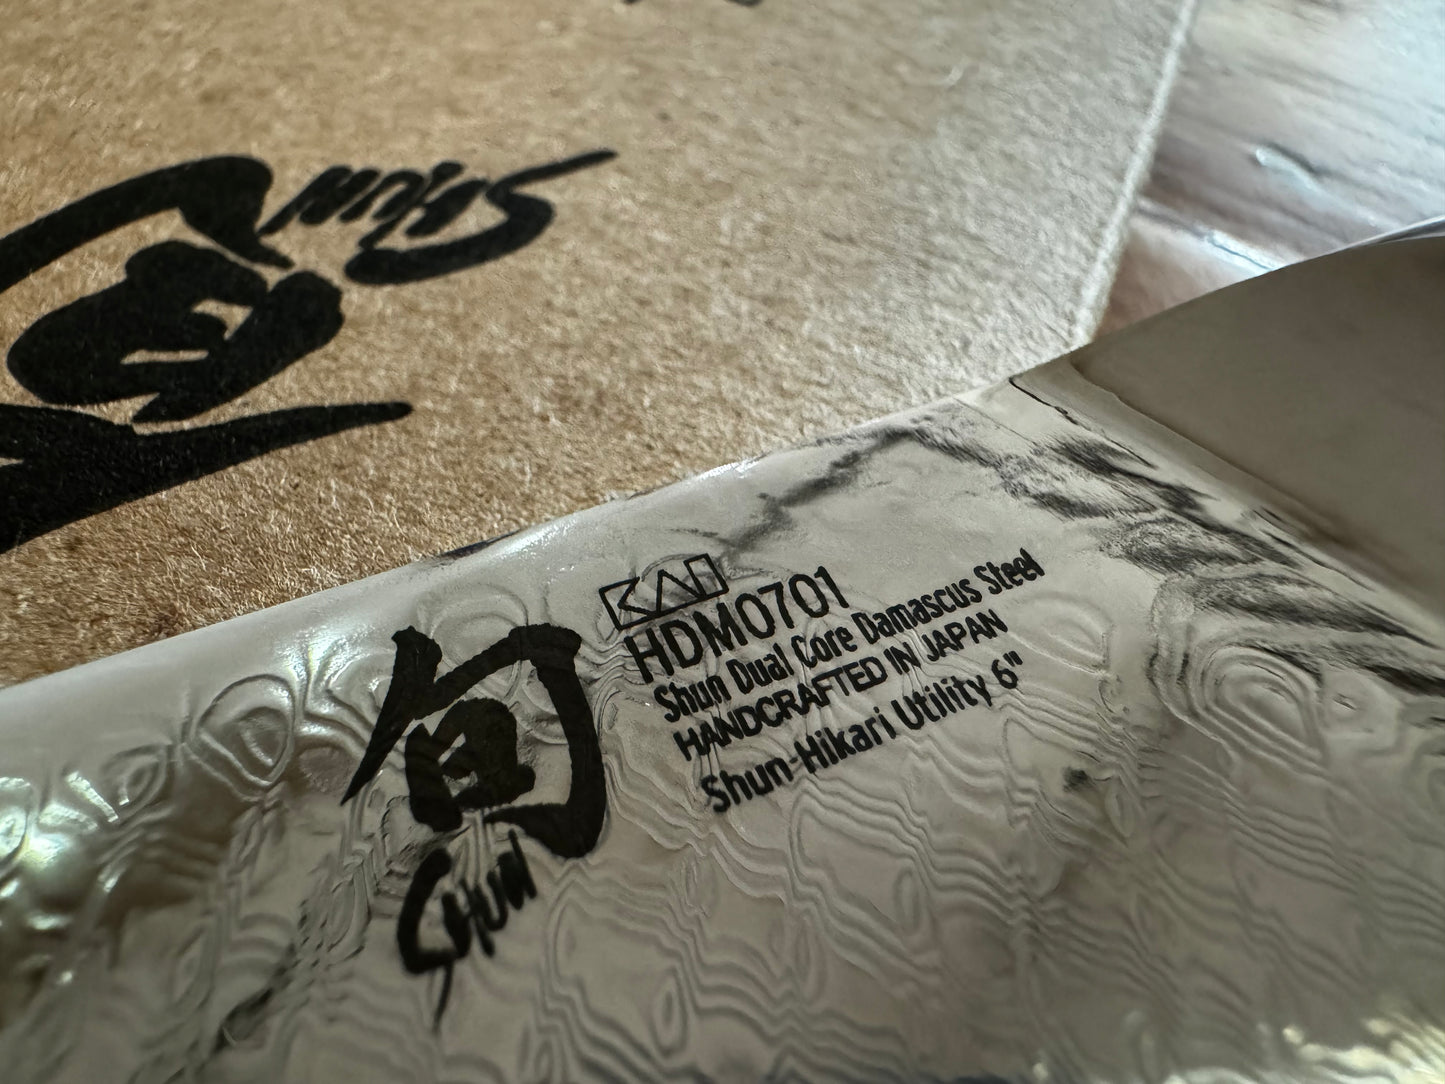 旬
SHUN
旬
SHUN
KAI
HDM0701
Shun Dual Core Damascus Steel
HANDCRAFTED IN JAPAN
Shun-Hikari Utility 6"